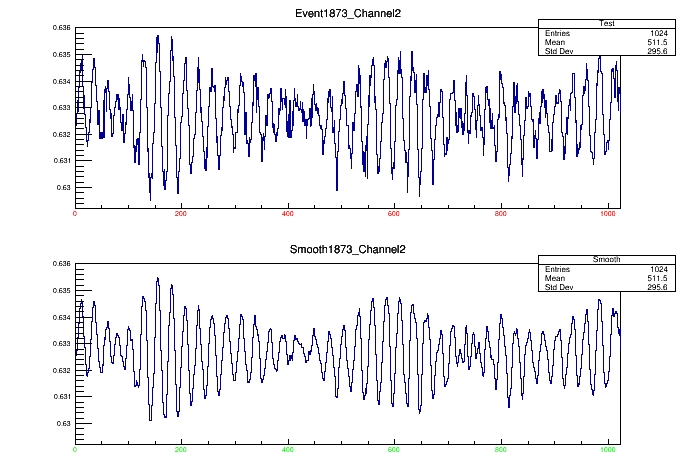 Event1873_Channel2
Test
Entries 1024
Mean 511.5
Std Dev 295.6
0.636
0.635
0.634
0.633
0.632
0.631
0.63
0 200 400 600 800 1000
Smooth1873_Channel2
Smooth
Entries 1024
Mean 511.5
Std Dev 295.6
0.636
0.635
0.634
0.633
0.632
0.631
0.63
0 200 400 600 800 1000